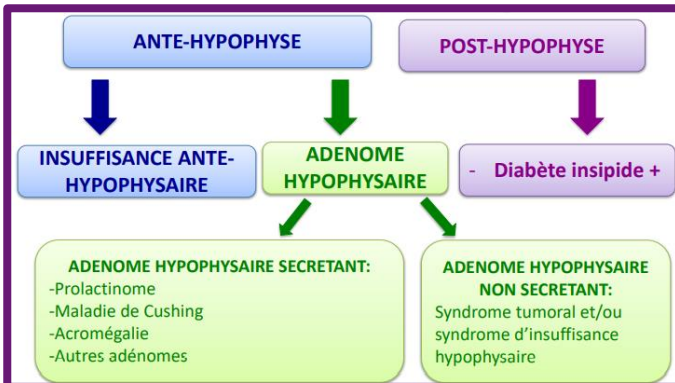 ANTE-HYPOPHYSE
POST-HYPOPHYSE
INSUFFISANCE ANTE-
HYPOPHYSAIRE
ADENOME
HYPOPHYSAIRE
- Diabète insipide +
ADENOME HYPOPHYSAIRE SECRETANT:
-Prolactinome
-Maladie de Cushing
-Acromégalie
-Autres adénomes
ADENOME HYPOPHYSAIRE
NON SECRETANT:
Syndrome tumoral et/ou
syndrome d'insuffisance
hypophysaire